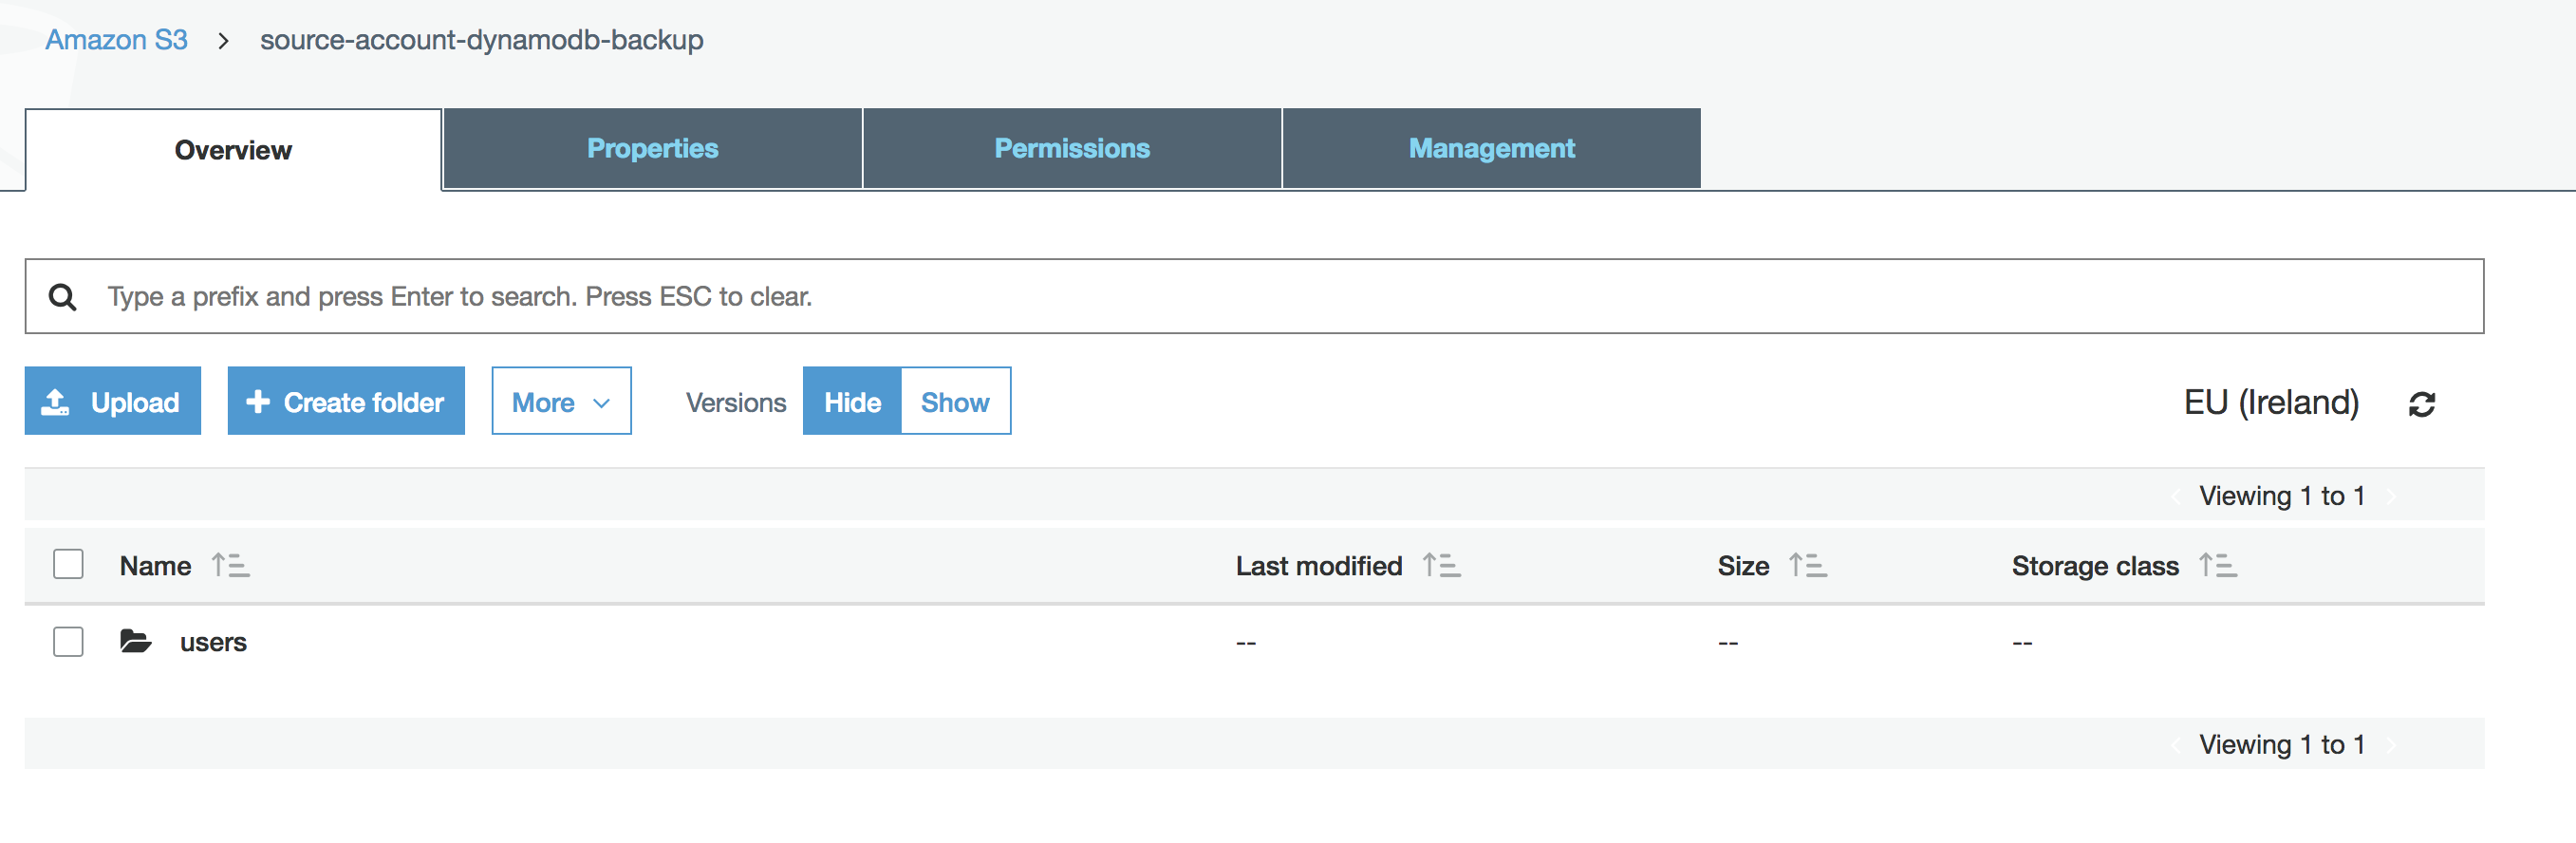 Amazon S3 > source-account-dynamodb-backup
Overview Properties Permissions Management
Type a prefix and press Enter to search. Press ESC to clear.
Upload + Create folder More Versions Hide Show EU (Ireland)
Viewing 1 to 1
Name Last modified Size Storage class
users -- -- --
Viewing 1 to 1